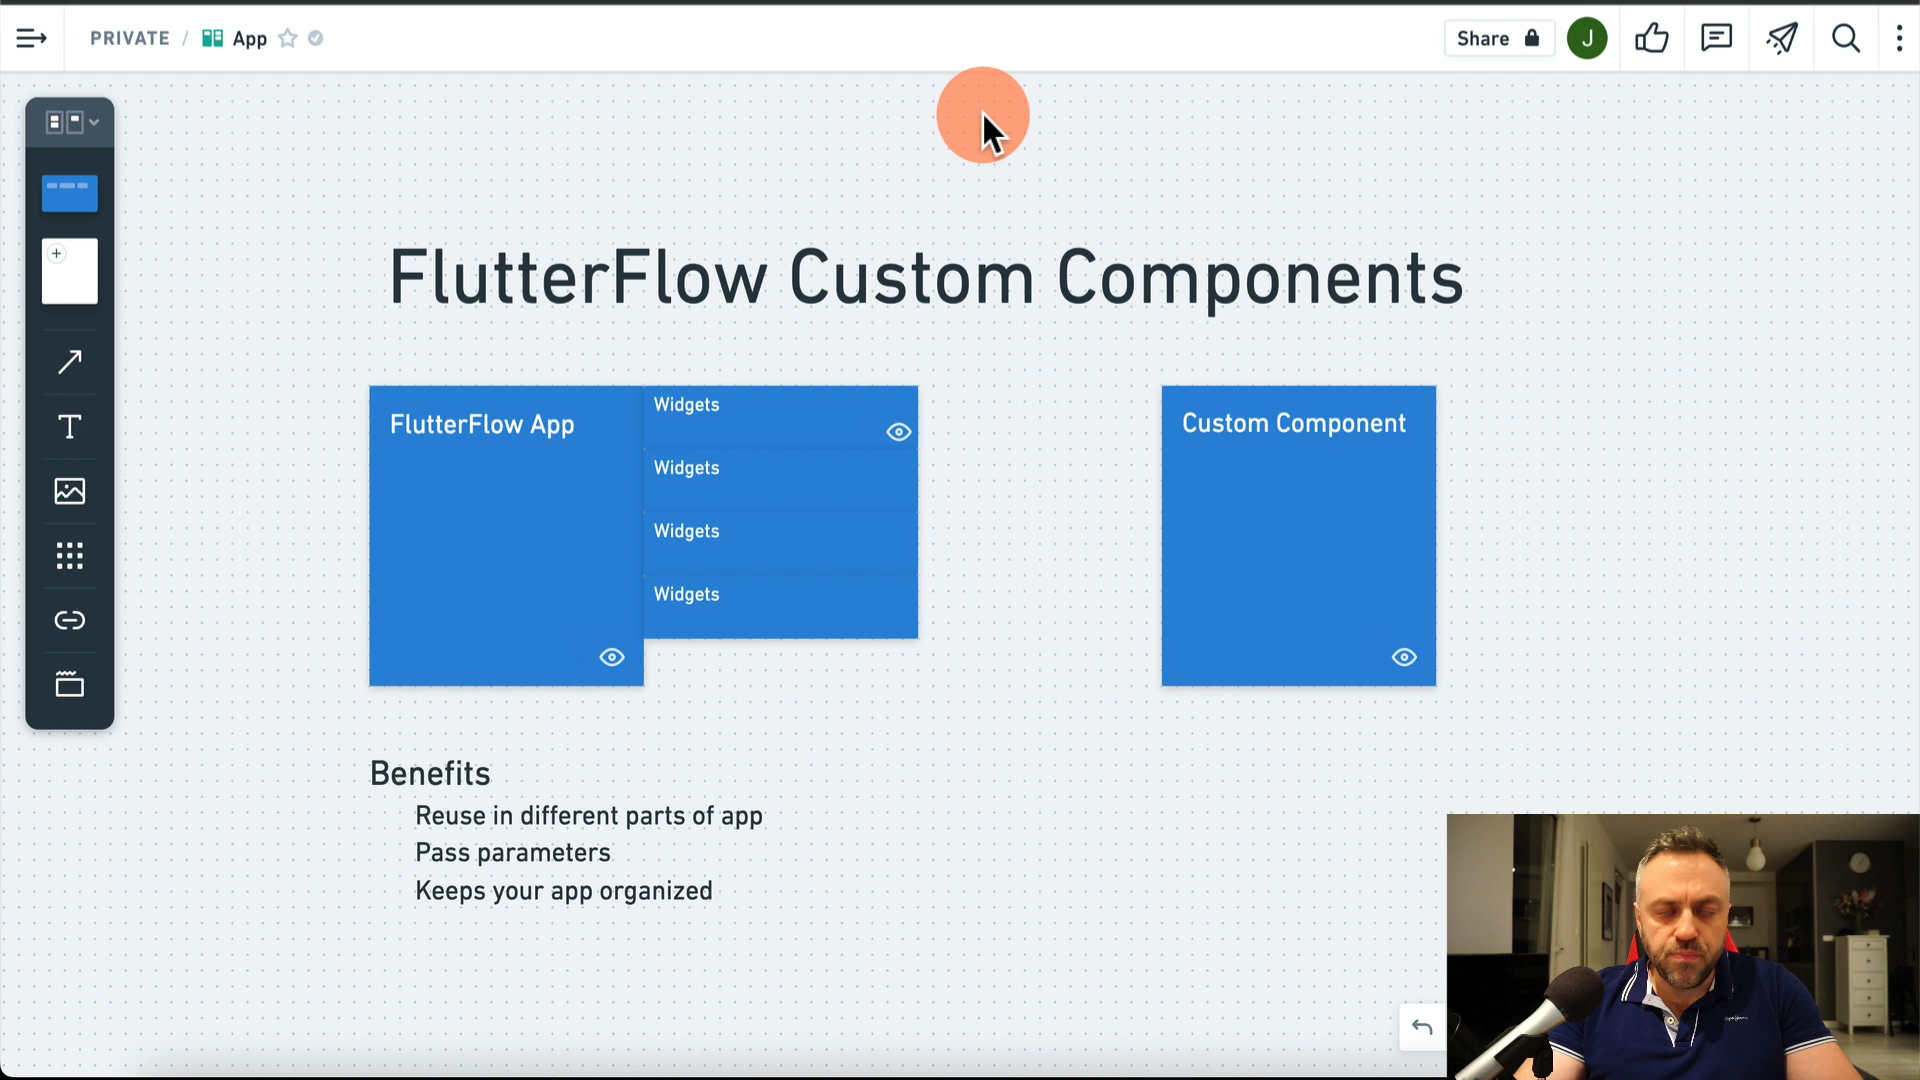 PRIVATE / App
Share
J
T
FlutterFlow Custom Components
FlutterFlow App
Widgets
Widgets
Widgets
Widgets
Custom Component
Benefits
Reuse in different parts of app
Pass parameters
Keeps your app organized